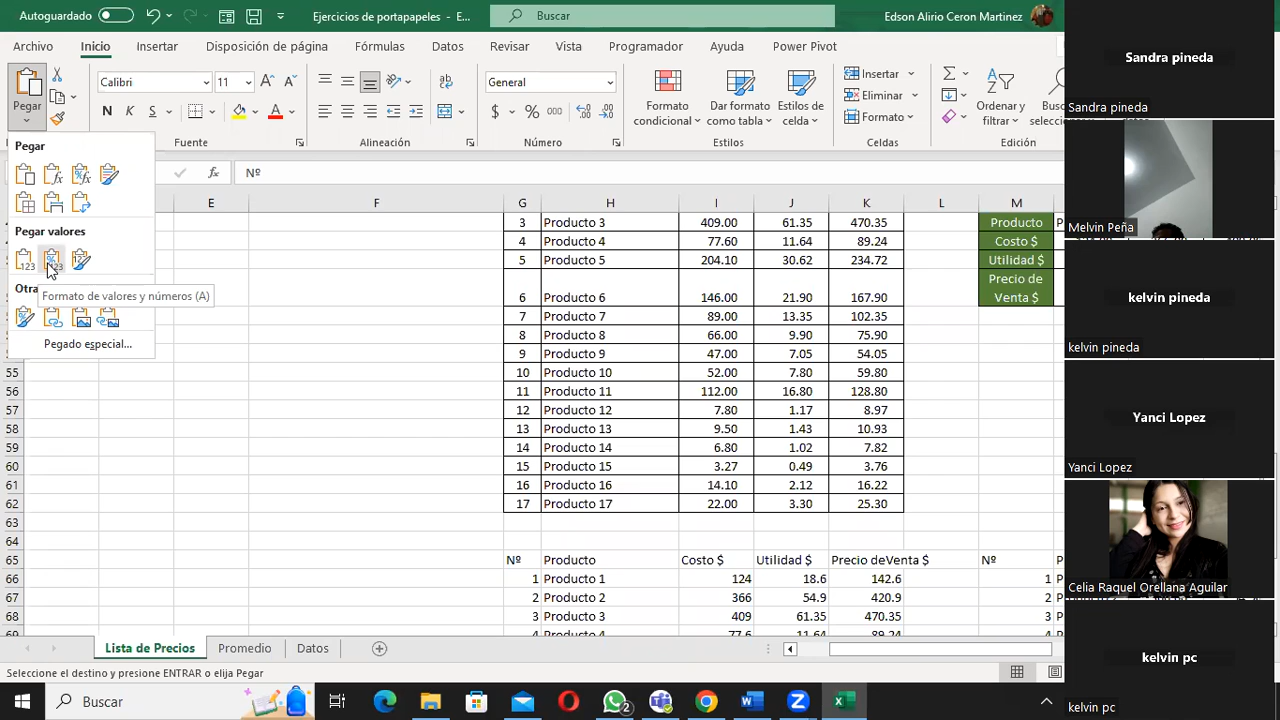 Autoguardado
Ejercicios de portapapeles - E...
Buscar
Edson Alirio Ceron Martinez
Archivo Inicio Insertar Disposición de página Fórmulas Datos Revisar Vista Programador Ayuda Power Pivot
Pegar
Calibri 11
N K S
General
$ % 000
Formato condicional
Dar formato como tabla
Estilos de celda
Insertar
Eliminar
Formato
Ordenar y filtrar
Fuente Alineación Número Estilos Celdas Edición
fx Nº
Pegar
Pegar valores
Formato de valores y números (A)
Pegado especial...
E F G H I J K L M
3 Producto 3 409.00 61.35 470.35 Producto
4 Producto 4 77.60 11.64 89.24 Costo $
5 Producto 5 204.10 30.62 234.72 Utilidad $
6 Producto 6 146.00 21.90 167.90 Precio de Venta $
7 Producto 7 89.00 13.35 102.35
8 Producto 8 66.00 9.90 75.90
9 Producto 9 47.00 7.05 54.05
55 10 Producto 10 52.00 7.80 59.80
56 11 Producto 11 112.00 16.80 128.80
57 12 Producto 12 7.80 1.17 8.97
58 13 Producto 13 9.50 1.43 10.93
59 14 Producto 14 6.80 1.02 7.82
60 15 Producto 15 3.27 0.49 3.76
61 16 Producto 16 14.10 2.12 16.22
62 17 Producto 17 22.00 3.30 25.30
63
64
65 Nº Producto Costo $ Utilidad $ Precio deVenta $ Nº
66 1 Producto 1 124 18.6 142.6 1
67 2 Producto 2 366 54.9 420.9 2
68 3 Producto 3 409 61.35 470.35 3
69 4 Producto 4 77.6 11.64 89.24 4
Lista de Precios Promedio Datos
Seleccione el destino y presione ENTRAR o elija Pegar
Buscar
2
Sandra pineda
Sandra pineda
Melvin Peña
kelvin pineda
kelvin pineda
Yanci Lopez
Yanci Lopez
Celia Raquel Orellana Aguilar
kelvin pc
kelvin pc